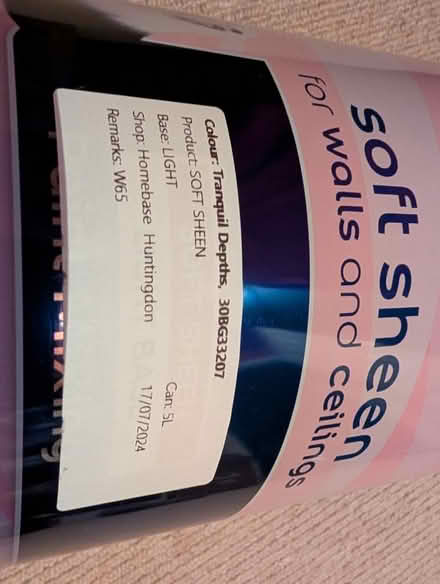 soft sheen
for walls and ceilings
Colour: Tranquil Depths, 30BG33207
Product: SOFT SHEEN
Base: LIGHT Can: 5L
Shop: Homebase Huntingdon 17/07/2024
Remarks: W65